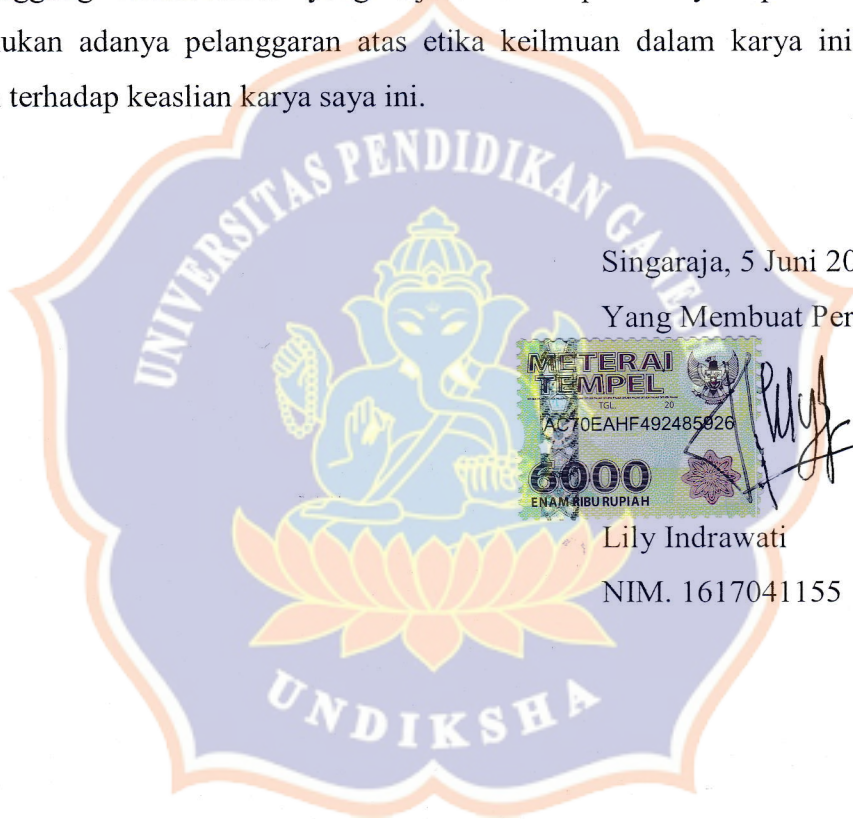 ukan adanya pelanggaran atas etika keilmuan dalam karya ini
terhadap keaslian karya saya ini.
UNIVERSITAS PENDIDIKAN GANESHA
Singaraja, 5 Juni 20
Yang Membuat Per
METERAI
TEMPEL
TGL. 20
AC70EAHF492485926
6000
ENAM RIBU RUPIAH
Lily Indrawati
NIM. 1617041155
UNDIKSHA